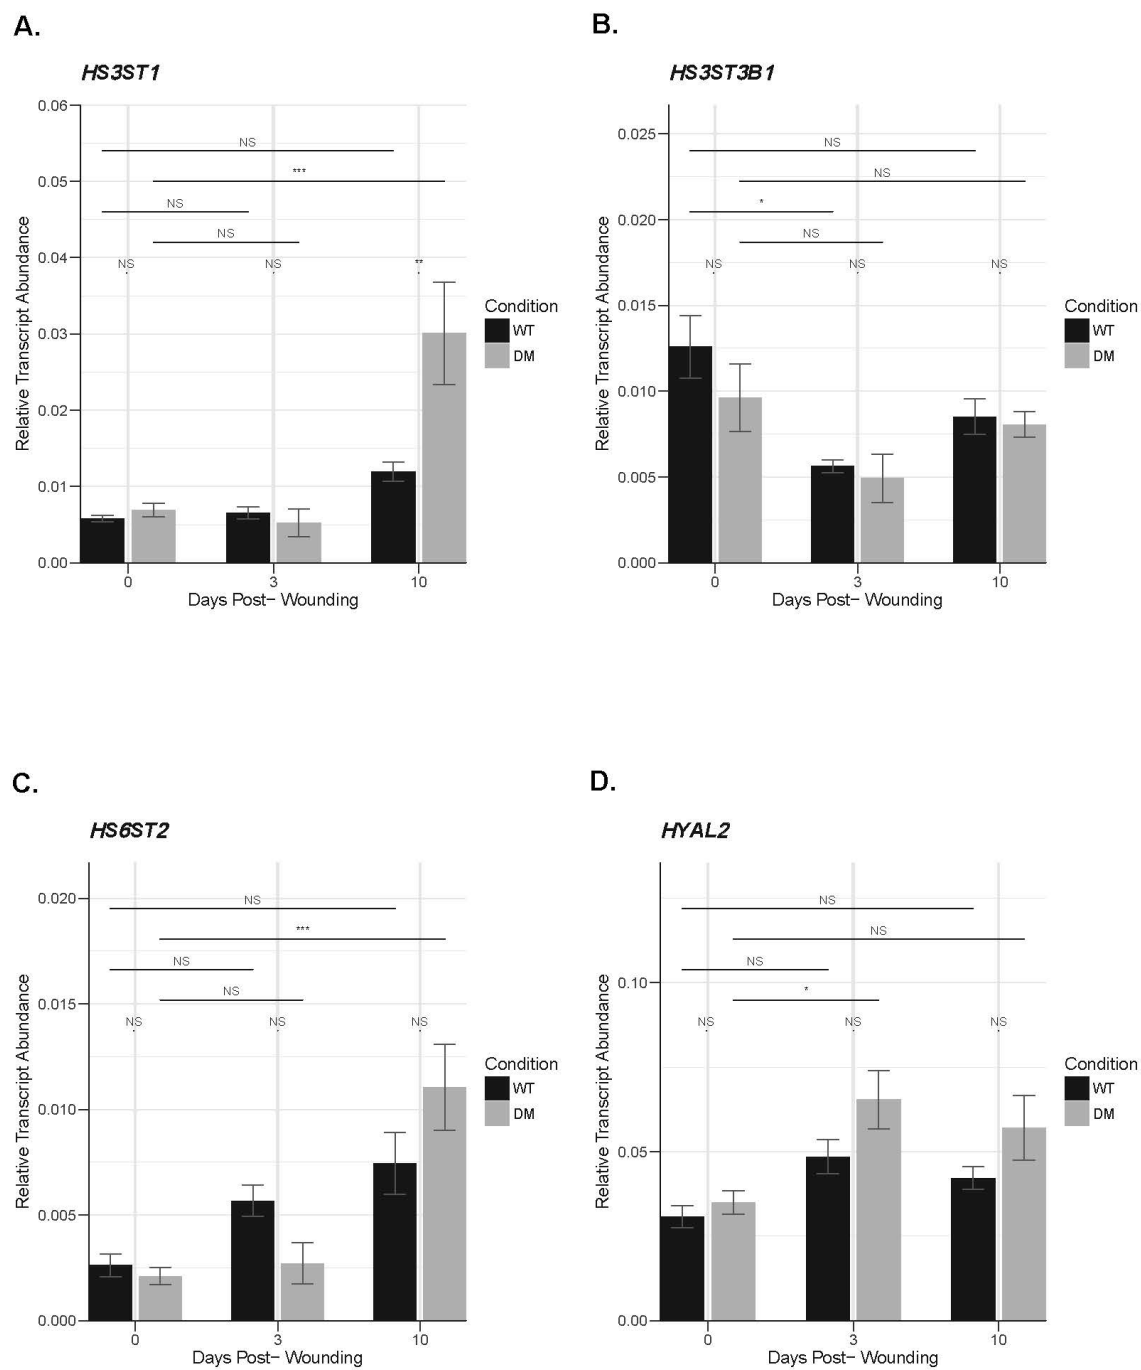 A.
HS3ST1
0.06
0.05
0.04
0.03
0.02
0.01
0.00
Relative Transcript Abundance
NS
***
NS
NS
NS
NS
**
0
3
10
Days Post– Wounding
Condition
WT
DM
B.
HS3ST3B1
0.025
0.020
0.015
0.010
0.005
0.000
Relative Transcript Abundance
NS
NS
*
NS
NS
NS
NS
0
3
10
Days Post– Wounding
Condition
WT
DM
C.
HS6ST2
0.020
0.015
0.010
0.005
0.000
Relative Transcript Abundance
NS
***
NS
NS
NS
NS
NS
0
3
10
Days Post– Wounding
Condition
WT
DM
D.
HYAL2
0.10
0.05
0.00
Relative Transcript Abundance
NS
NS
NS
*
NS
NS
NS
0
3
10
Days Post– Wounding
Condition
WT
DM